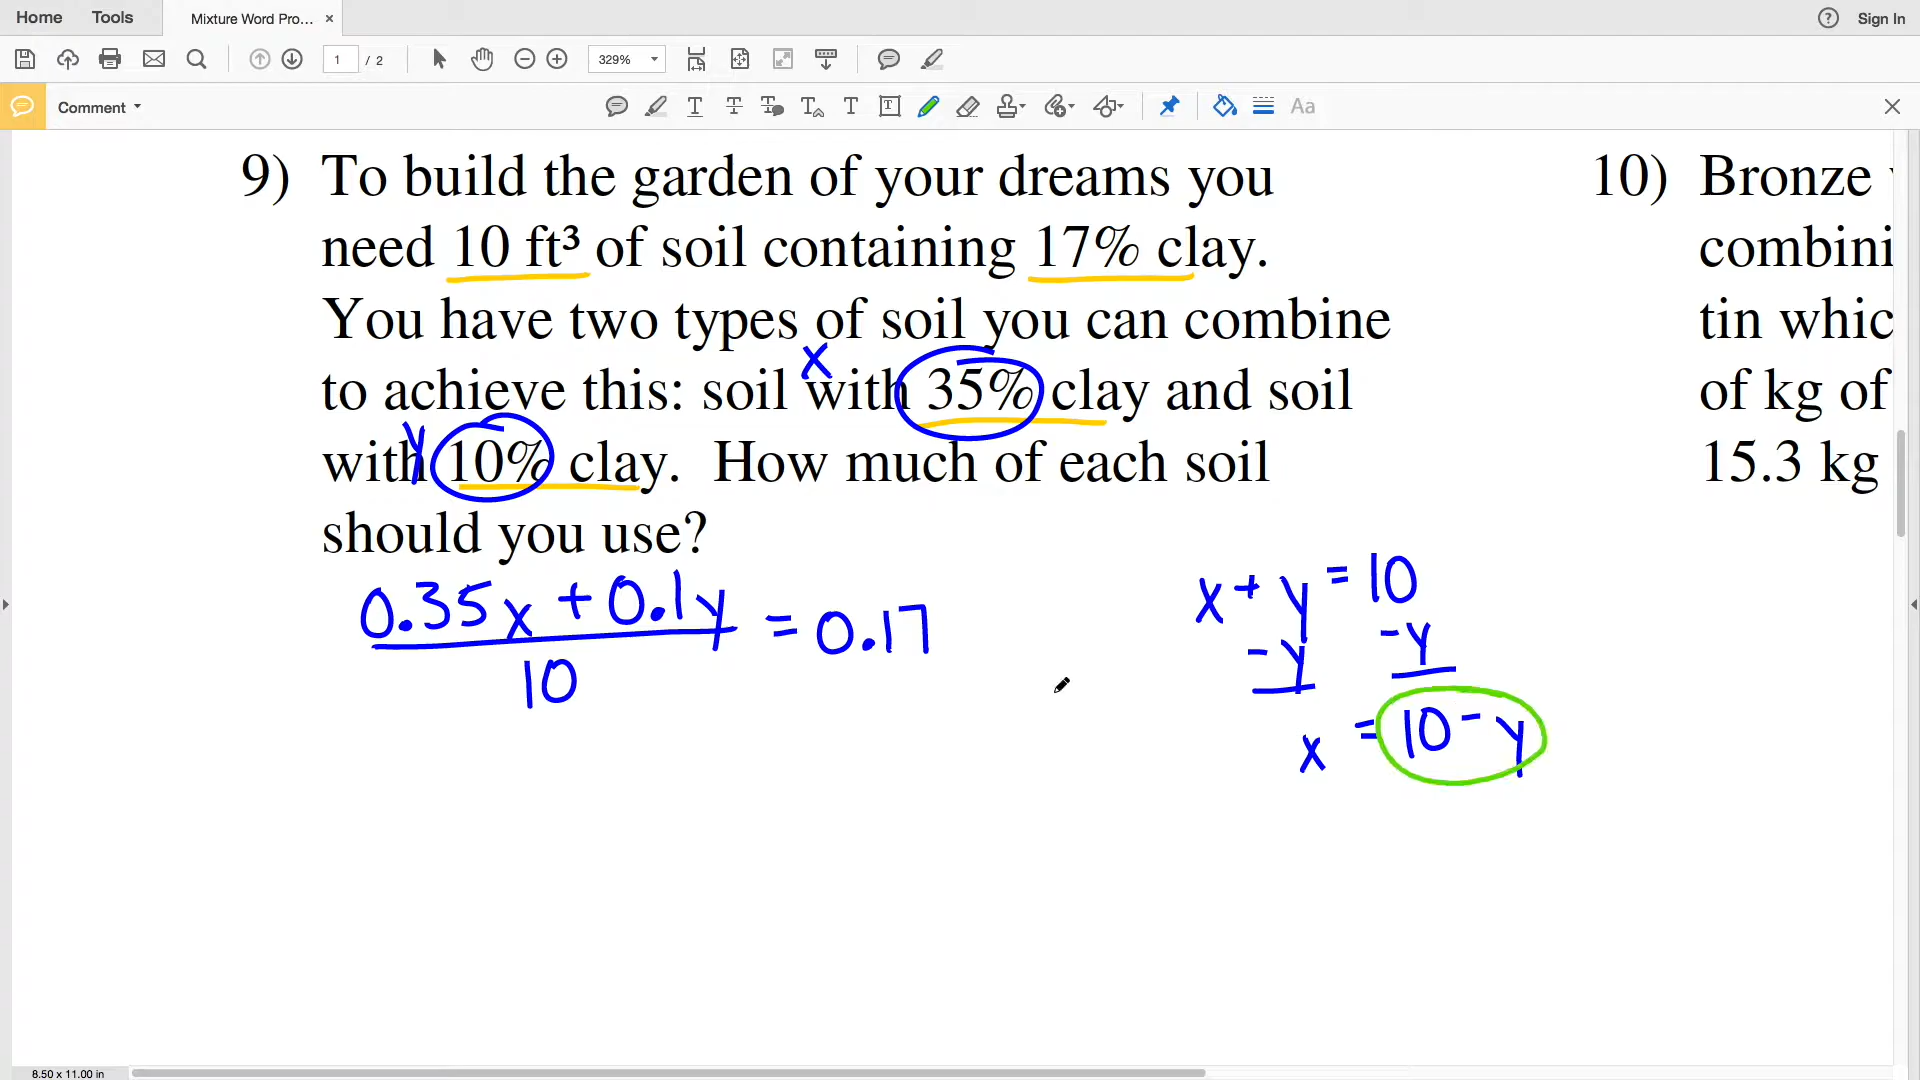 Home Tools Mixture Word Pro... × ? Sign In
1 / 2 329%
Comment T T T T T T Aa
9) To build the garden of your dreams you
need 10 ft³ of soil containing 17% clay.
You have two types of soil you can combine
x
to achieve this: soil with 35% clay and soil
y
with 10% clay. How much of each soil
should you use?
10) Bronze
combini
tin whic
of kg of
15.3 kg
0.35x + 0.1y = 0.17
10
x + y = 10
- y - y
x = 10 - y
8.50 x 11.00 in